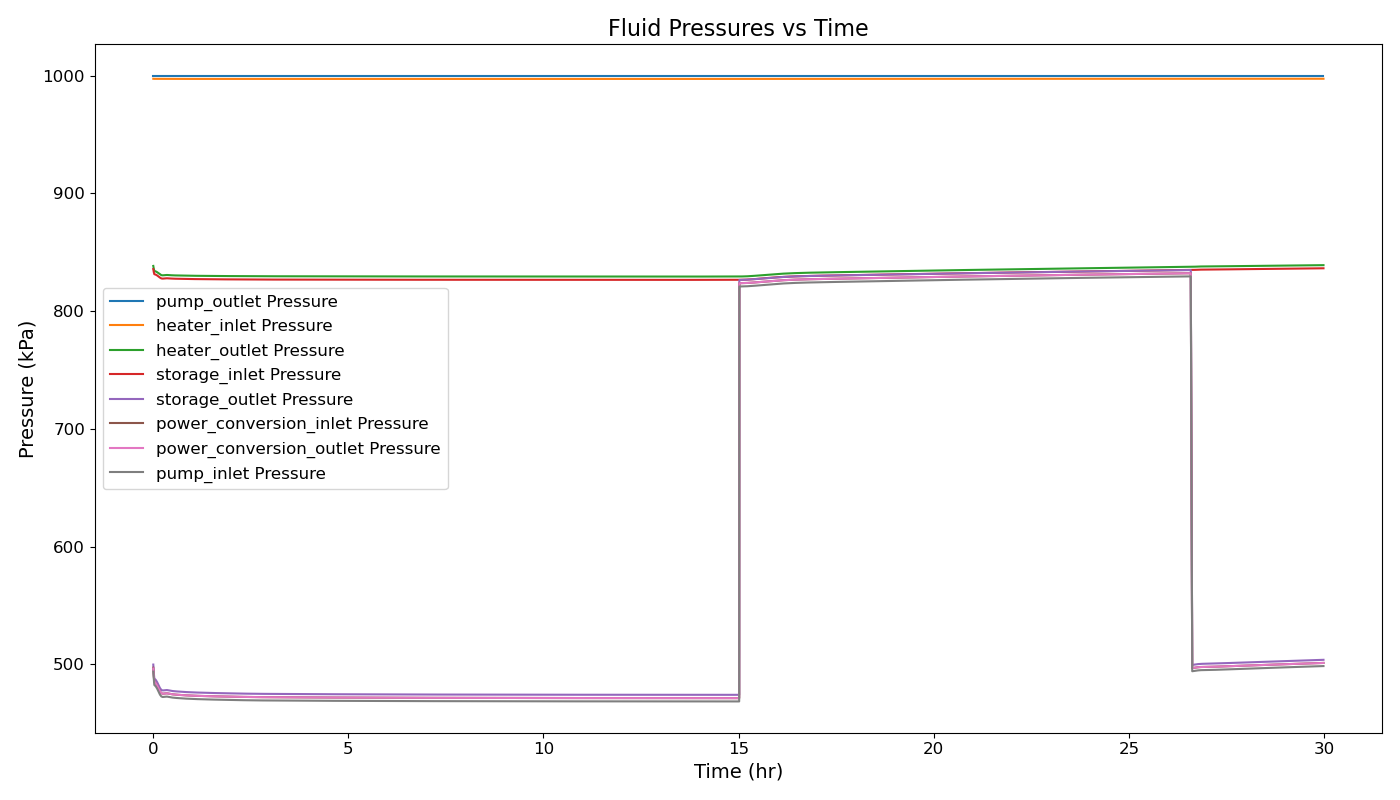 Fluid Pressures vs Time
Pressure (kPa)
1000
900
800
700
600
500
pump_outlet Pressure
heater_inlet Pressure
heater_outlet Pressure
storage_inlet Pressure
storage_outlet Pressure
power_conversion_inlet Pressure
power_conversion_outlet Pressure
pump_inlet Pressure
0 5 10 15 20 25 30
Time (hr)